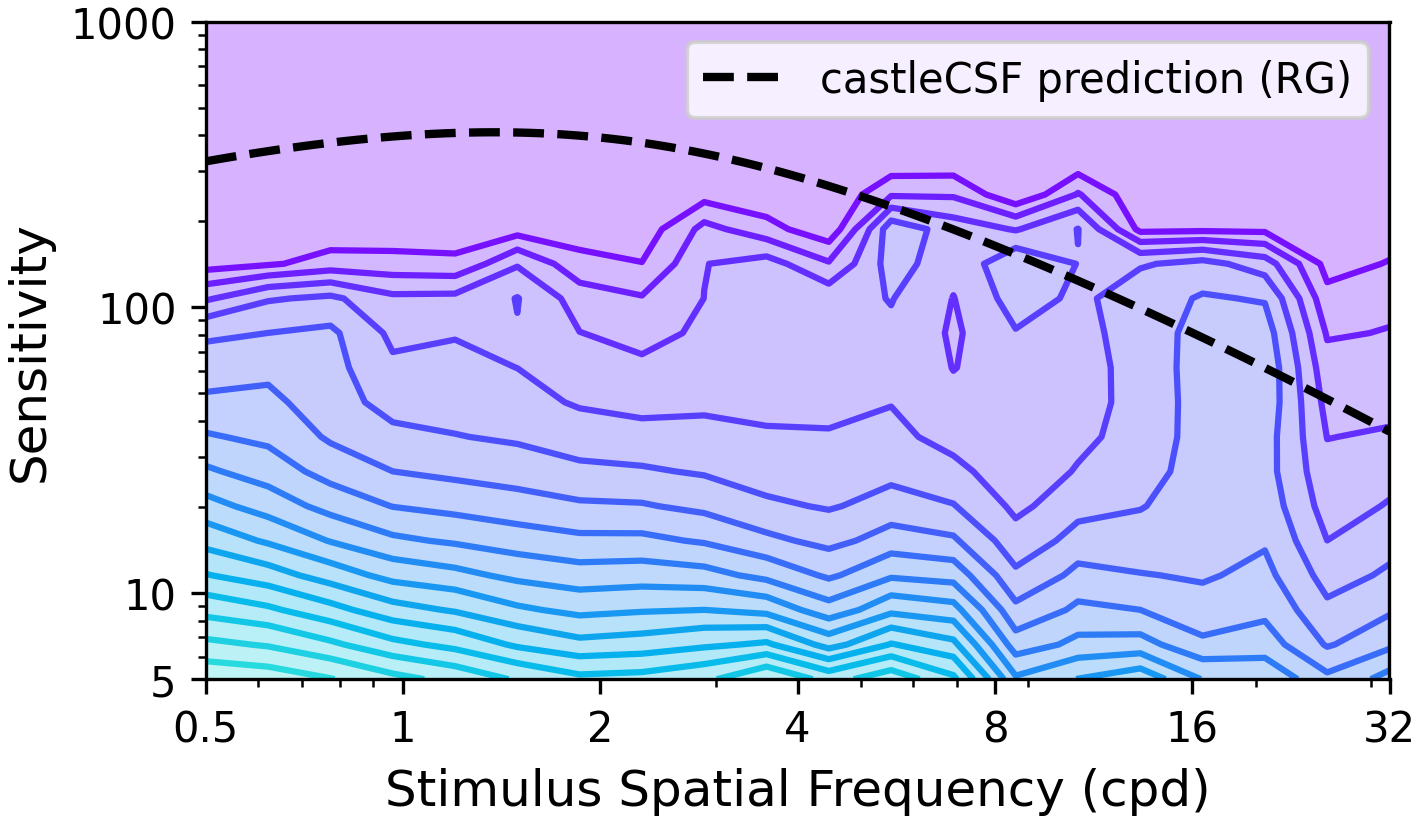 1000
castleCSF prediction (RG)
100
10
5
Sensitivity
0.5 1 2 4 8 16 32
Stimulus Spatial Frequency (cpd)